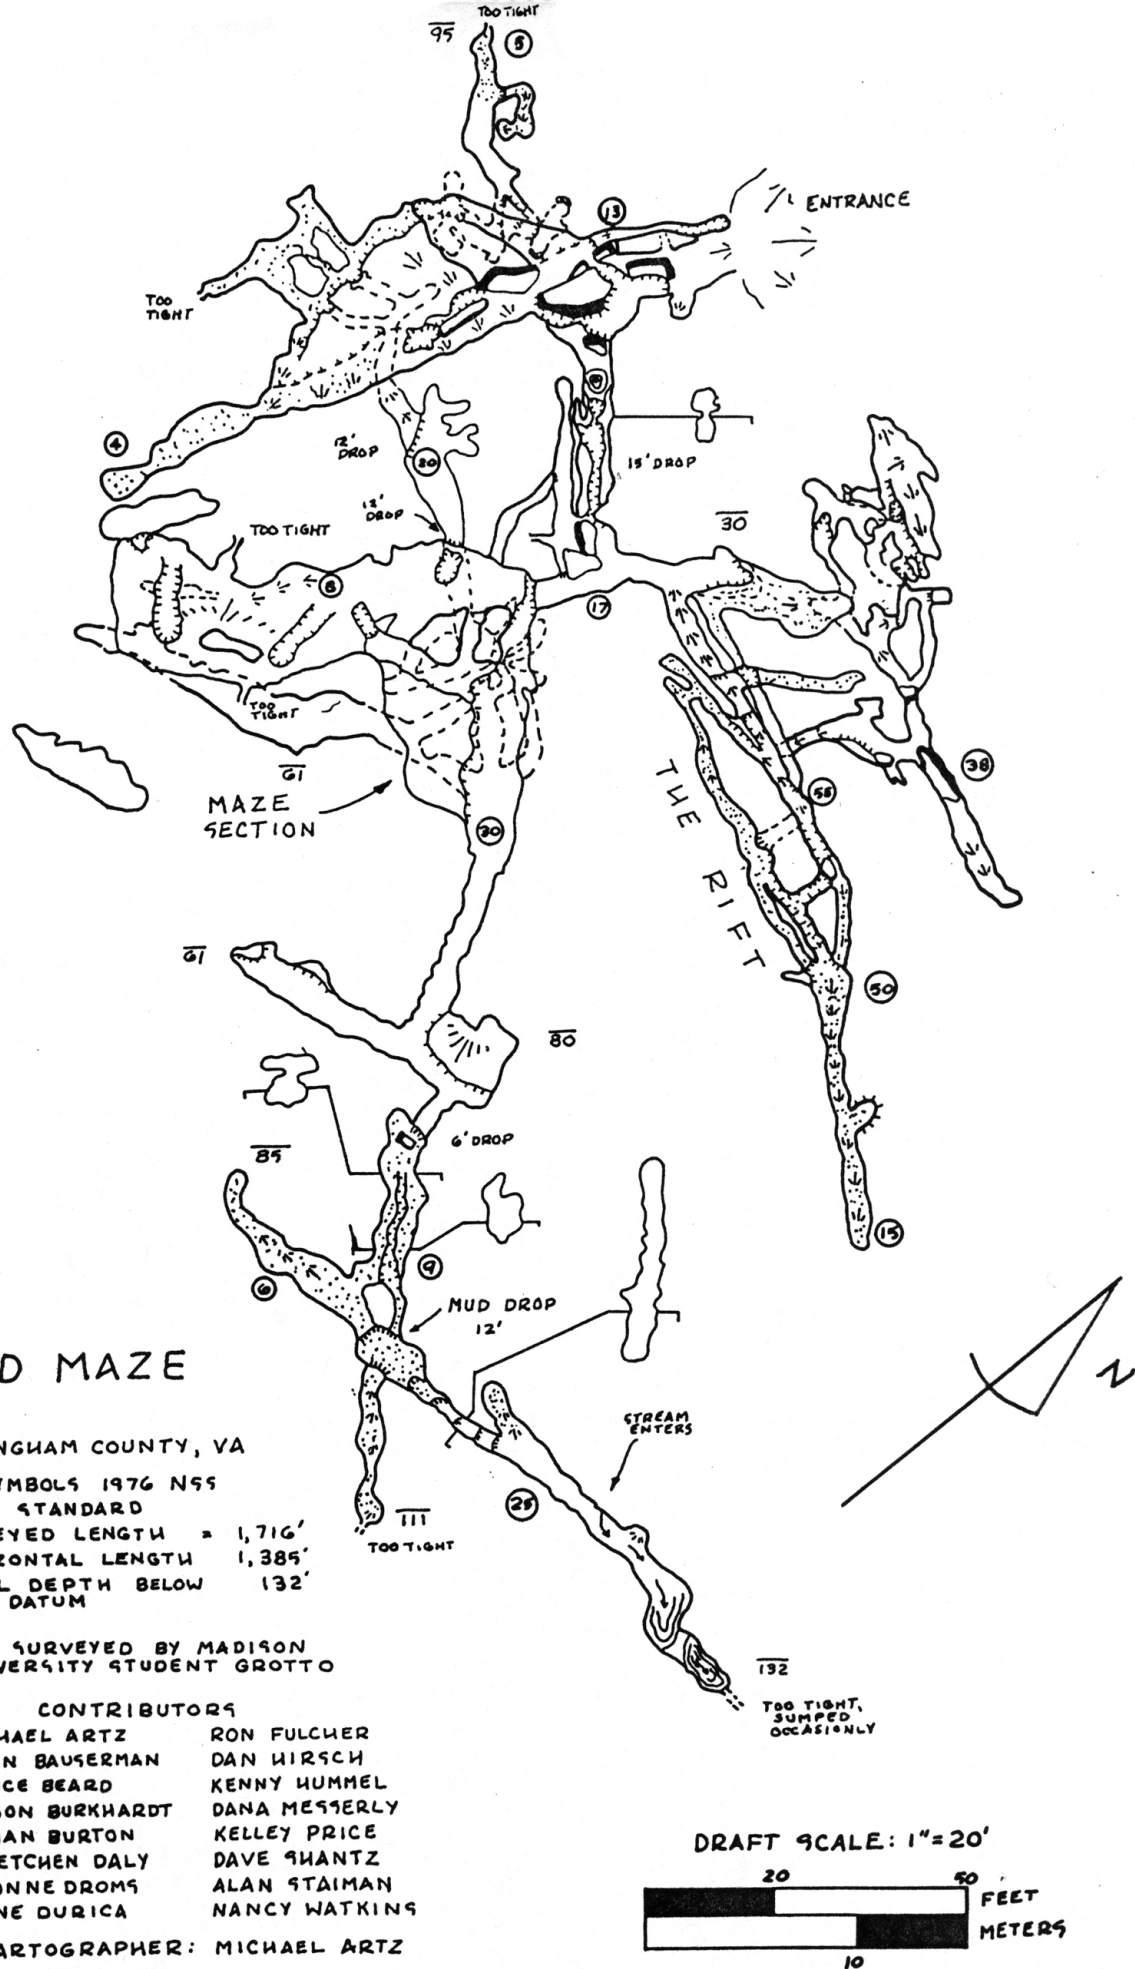 TOO TIGHT
95
5
13
ENTRANCE
TOO
TIGHT
4
12'
DROP
30
15' DROP
12'
DROP
30
TOO TIGHT
8
17
TOO
TIGHT
61
MAZE
SECTION
30
THE RIFT
55
38
61
50
80
6' DROP
85
15
9
6
MUD DROP
12'
D MAZE
NGHAM COUNTY, VA
YMBOLS 1976 NSS
STANDARD
EYED LENGTH = 1,716'
ZONTAL LENGTH 1,385'
L DEPTH BELOW 132'
DATUM
STREAM
ENTERS
25
111
TOO TIGHT
N
SURVEYED BY MADISON
VERSITY STUDENT GROTTO
132
TOO TIGHT,
SUMPED
OCCASIONLY
CONTRIBUTORS
HAEL ARTZ RON FULCHER
N BAUSERMAN DAN HIRSCH
CE BEARD KENNY HUMMEL
SON BURKHARDT DANA MESSERLY
AN BURTON KELLEY PRICE
ETCHEN DALY DAVE SHANTZ
ONNE DROMS ALAN STAIMAN
NE DURICA NANCY WATKINS
ARTOGRAPHER: MICHAEL ARTZ
DRAFT SCALE: 1"=20'
20 50
FEET
METERS
10